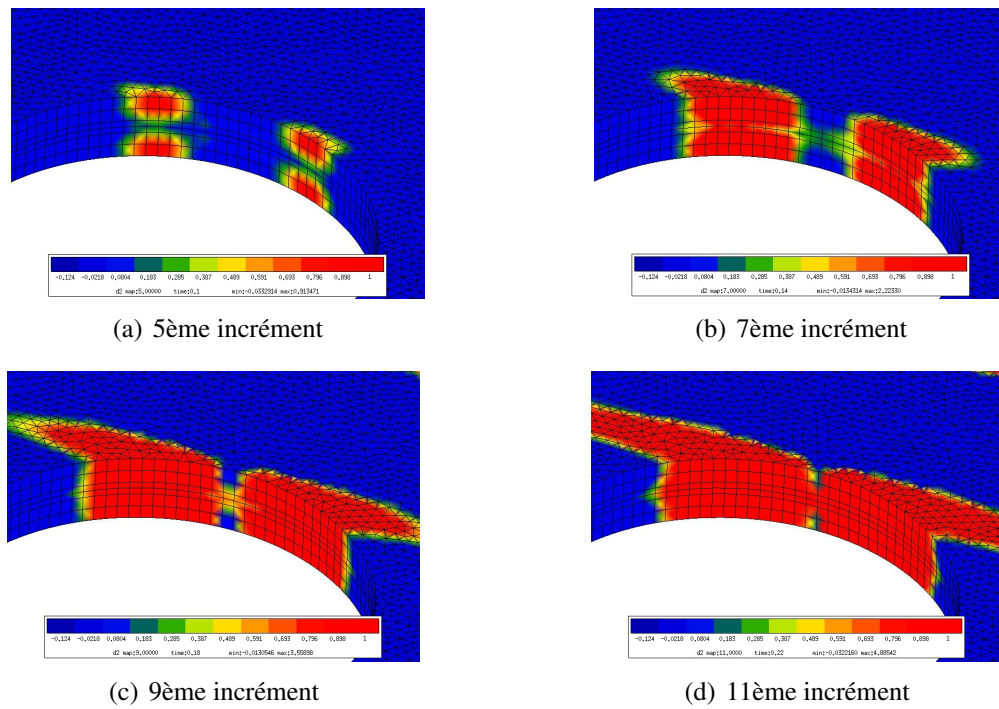 -0.124 -0.0218 0.0804 0.183 0.285 0.387 0.489 0.591 0.693 0.796 0.898 1
d2 map:5.00000 time:0.1 min:-0.0332914 max:0.913471
(a) 5ème incrément
-0.124 -0.0218 0.0804 0.183 0.285 0.387 0.489 0.591 0.693 0.796 0.898 1
d2 map:7.00000 time:0.14 min:-0.0134314 max:2.22330
(b) 7ème incrément
-0.124 -0.0218 0.0804 0.183 0.285 0.387 0.489 0.591 0.693 0.796 0.898 1
d2 map:9.00000 time:0.18 min:-0.0130546 max:3.55898
(c) 9ème incrément
-0.124 -0.0218 0.0804 0.183 0.285 0.387 0.489 0.591 0.693 0.796 0.898 1
d2 map:11.0000 time:0.22 min:-0.0322160 max:4.88542
(d) 11ème incrément